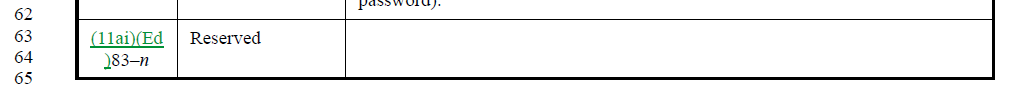 password).
62
63 (11ai)(Ed Reserved
64 )83–n
65